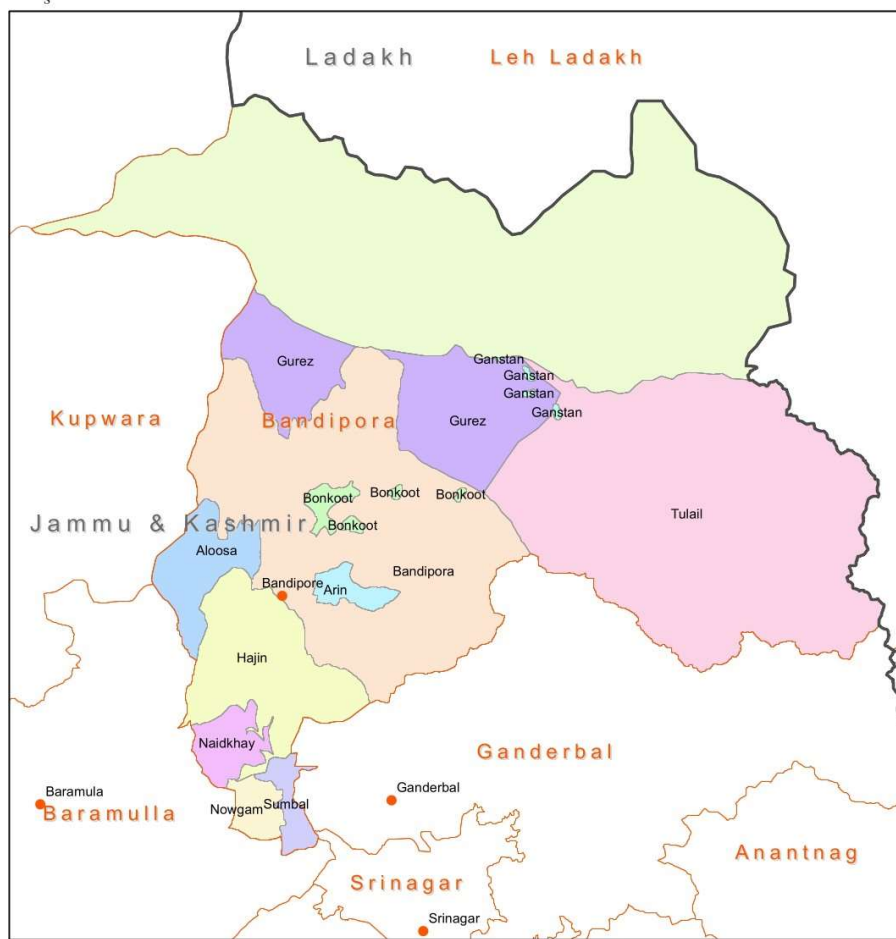 s
Ladakh
Leh Ladakh
Gurez
Ganstan
Ganstan
Ganstan
Ganstan
Kupwara
Bandipora
Gurez
Bonkoot
Bonkoot
Bonkoot
Bonkoot
Tulail
Jammu & Kashmir
Aloosa
Bandipora
Bandipore
Arin
Hajin
Naidkhay
Ganderbal
Baramula
Ganderbal
Baramulla
Nowgam
Sumbal
Anantnag
Srinagar
Srinagar